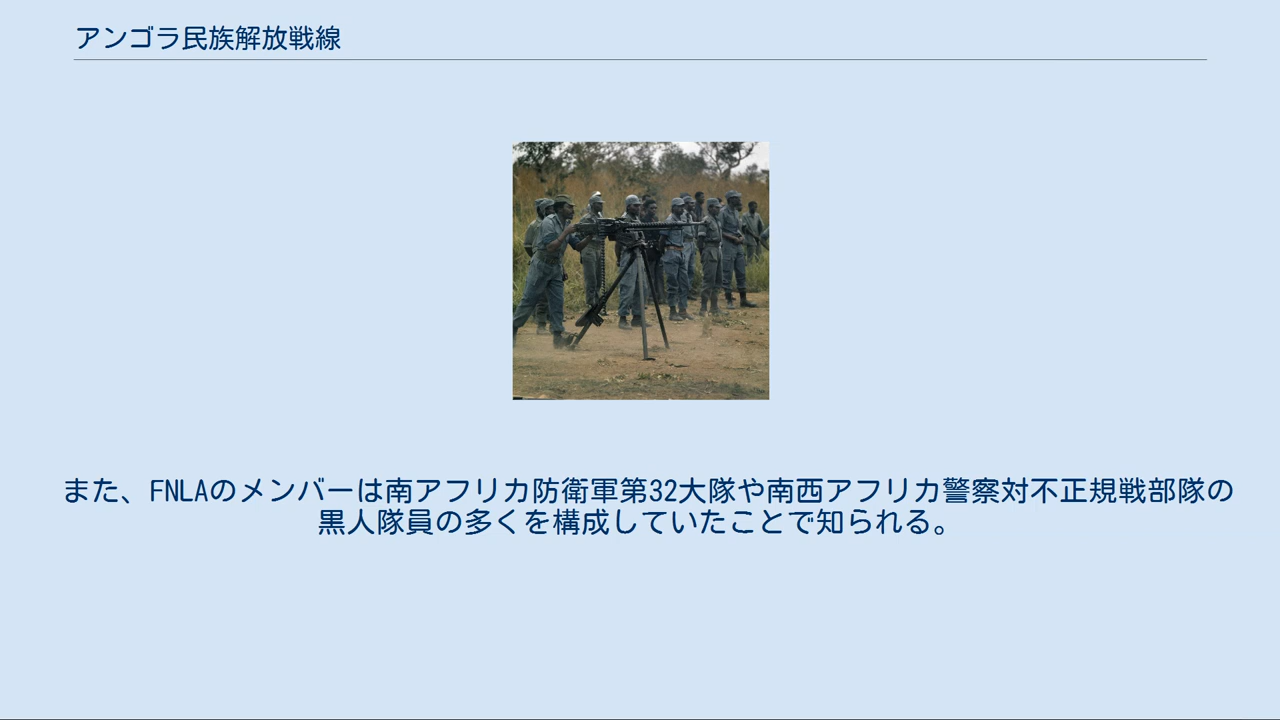 アンゴラ民族解放戦線
また、FNLAのメンバーは南アフリカ防衛軍第32大隊や南西アフリカ警察対不正規戦部隊の
黒人隊員の多くを構成していたことで知られる。